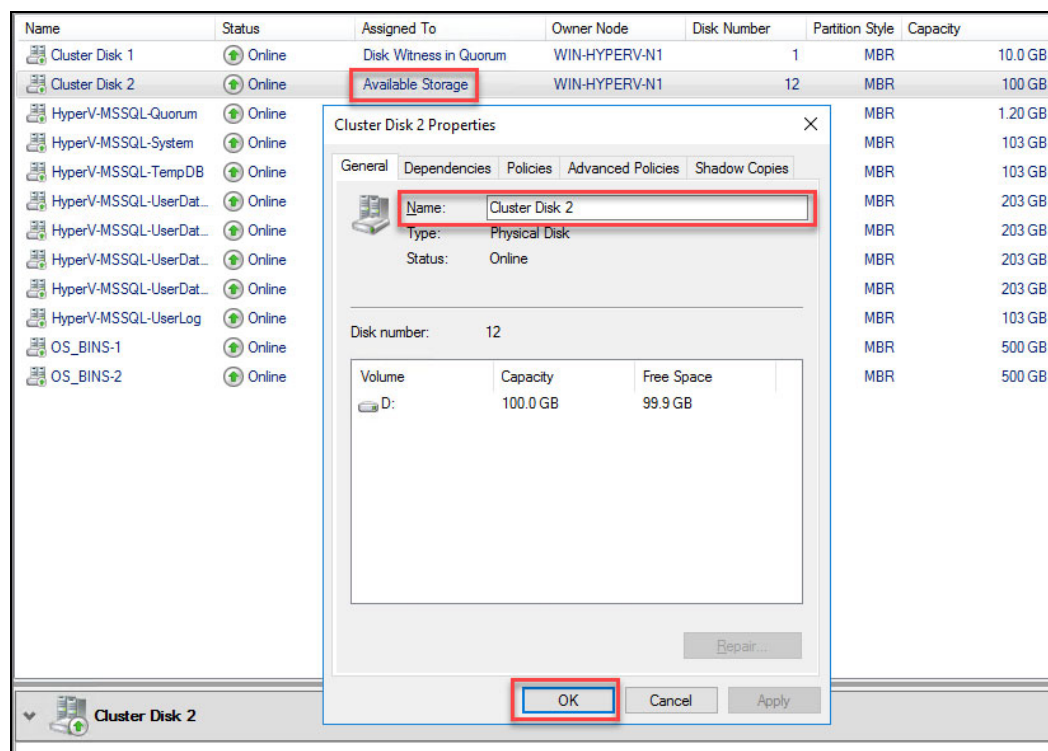 Name Status Assigned To Owner Node Disk Number Partition Style Capacity
Cluster Disk 1 Online Disk Witness in Quorum WIN-HYPERV-N1 1 MBR 10.0 GB
Cluster Disk 2 Online Available Storage WIN-HYPERV-N1 12 MBR 100 GB
HyperV-MSSQL-Quorum Online MBR 1.20 GB
HyperV-MSSQL-System Online MBR 103 GB
HyperV-MSSQL-TempDB Online MBR 103 GB
HyperV-MSSQL-UserDat... Online MBR 203 GB
HyperV-MSSQL-UserDat... Online MBR 203 GB
HyperV-MSSQL-UserDat... Online MBR 203 GB
HyperV-MSSQL-UserDat... Online MBR 203 GB
HyperV-MSSQL-UserLog Online MBR 103 GB
OS_BINS-1 Online MBR 500 GB
OS_BINS-2 Online MBR 500 GB
Cluster Disk 2 Properties
General Dependencies Policies Advanced Policies Shadow Copies
Name: Cluster Disk 2
Type: Physical Disk
Status: Online
Disk number: 12
Volume Capacity Free Space
D: 100.0 GB 99.9 GB
Repair...
OK Cancel Apply
Cluster Disk 2